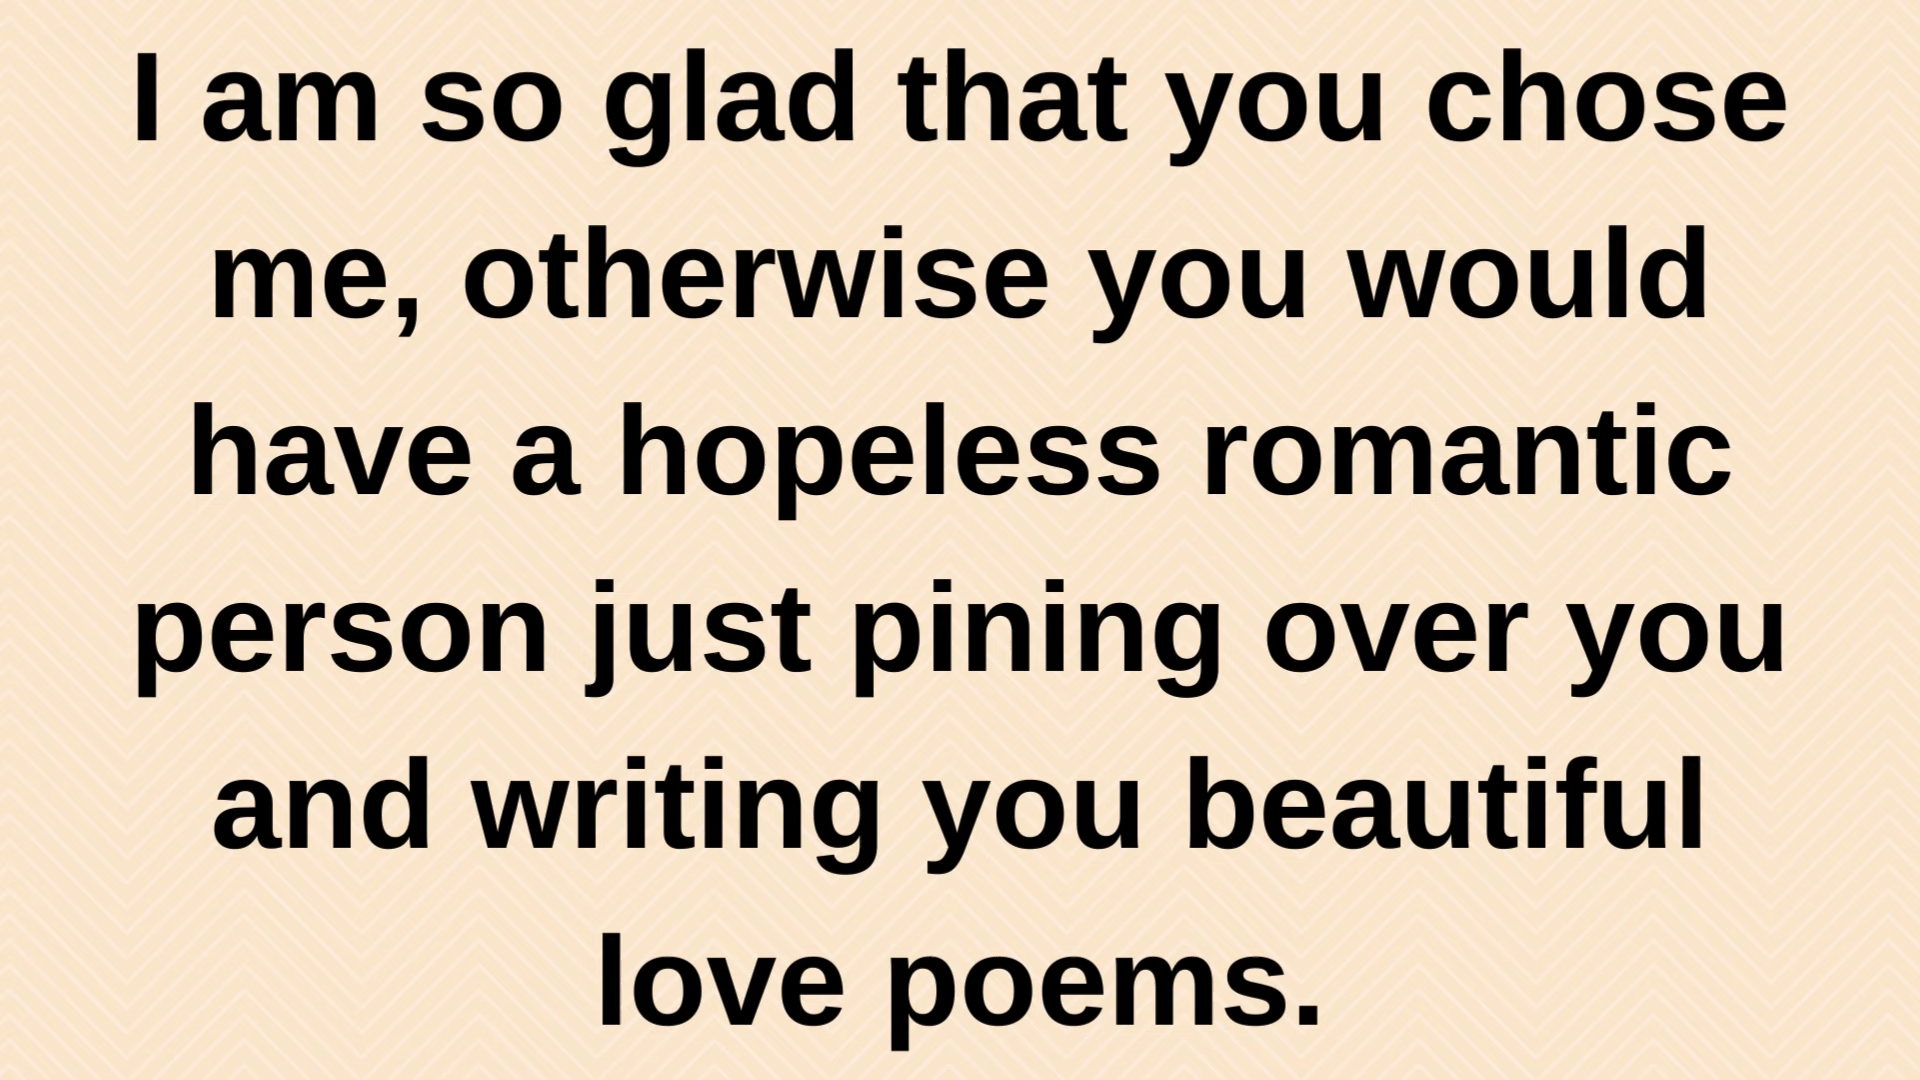 I am so glad that you chose
me, otherwise you would
have a hopeless romantic
person just pining over you
and writing you beautiful
love poems.